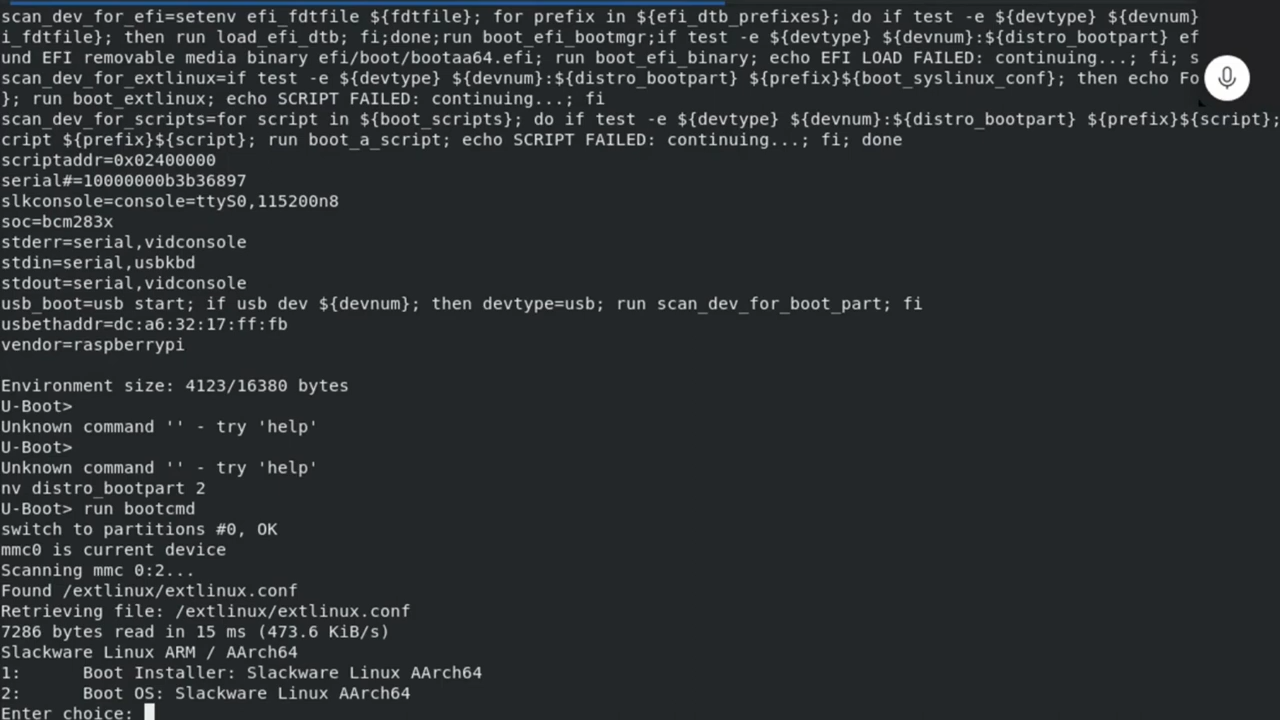 scan_dev_for_efi=setenv efi_fdtfile ${fdtfile}; for prefix in ${efi_dtb_prefixes}; do if test -e ${devtype} ${devnum}
i_fdtfile}; then run load_efi_dtb; fi;done;run boot_efi_bootmgr;if test -e ${devtype} ${devnum}:${distro_bootpart} ef
und EFI removable media binary efi/boot/bootaa64.efi; run boot_efi_binary; echo EFI LOAD FAILED: continuing...; fi; s
scan_dev_for_extlinux=if test -e ${devtype} ${devnum}:${distro_bootpart} ${prefix}${boot_syslinux_conf}; then echo Fo
}; run boot_extlinux; echo SCRIPT FAILED: continuing...; fi
scan_dev_for_scripts=for script in ${boot_scripts}; do if test -e ${devtype} ${devnum}:${distro_bootpart} ${prefix}${script};
cript ${prefix}${script}; run boot_a_script; echo SCRIPT FAILED: continuing...; fi; done
scriptaddr=0x02400000
serial#=10000000b3b36897
slkconsole=console=ttyS0,115200n8
soc=bcm283x
stderr=serial,vidconsole
stdin=serial,usbkbd
stdout=serial,vidconsole
usb_boot=usb start; if usb dev ${devnum}; then devtype=usb; run scan_dev_for_boot_part; fi
usbethaddr=dc:a6:32:17:ff:fb
vendor=raspberrypi
Environment size: 4123/16380 bytes
U-Boot>
Unknown command '' - try 'help'
U-Boot>
Unknown command '' - try 'help'
nv distro_bootpart 2
U-Boot> run bootcmd
switch to partitions #0, OK
mmc0 is current device
Scanning mmc 0:2...
Found /extlinux/extlinux.conf
Retrieving file: /extlinux/extlinux.conf
7286 bytes read in 15 ms (473.6 KiB/s)
Slackware Linux ARM / AArch64
1:      Boot Installer: Slackware Linux AArch64
2:      Boot OS: Slackware Linux AArch64
Enter choice: